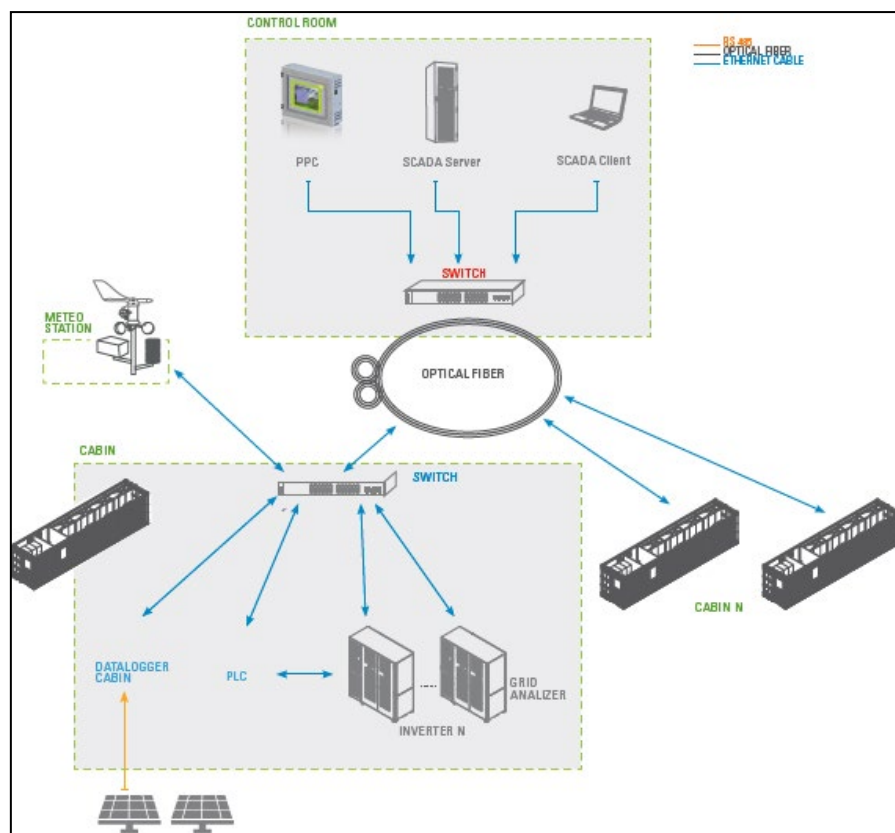 CONTROL ROOM
RS 485
OPTICAL FIBER
ETHERNET CABLE
PPC
SCADA Server
SCADA Client
SWITCH
METEO
STATION
OPTICAL FIBER
CABIN
SWITCH
CABIN N
DATALOGGER
CABIN
PLC
GRID
ANALIZER
INVERTER N